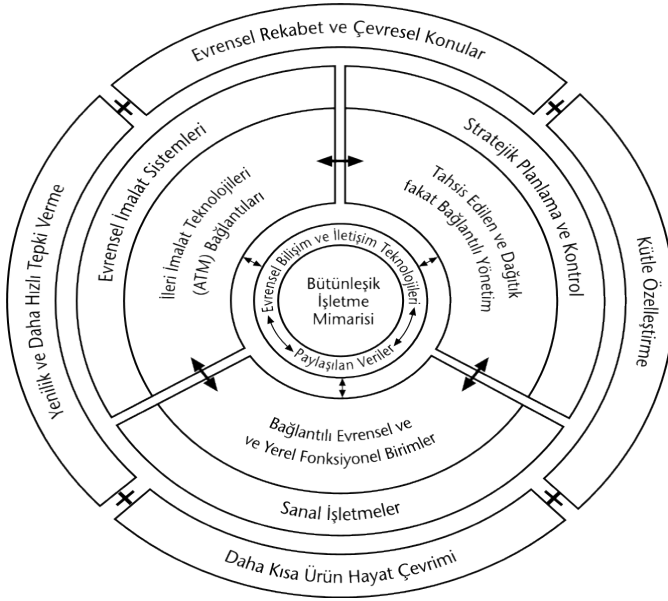 Evrensel Rekabet ve Çevresel Konular
Yenilik ve Daha Hızlı Tepki Verme
Kütle Özelleştirme
Daha Kısa Ürün Hayat Çevrimi
Evrensel İmalat Sistemleri
Stratejik Planlama ve Kontrol
Sanal İşletmeler
İleri İmalat Teknolojileri
(ATM) Bağlantıları
Tahsis Edilen ve Dağıtık
fakat Bağlantılı Yönetim
Bağlantılı Evrensel ve
ve Yerel Fonksiyonel Birimler
Evrensel Bilişim ve İletişim Teknolojileri
Paylaşılan Veriler
Bütünleşik
İşletme
Mimarisi